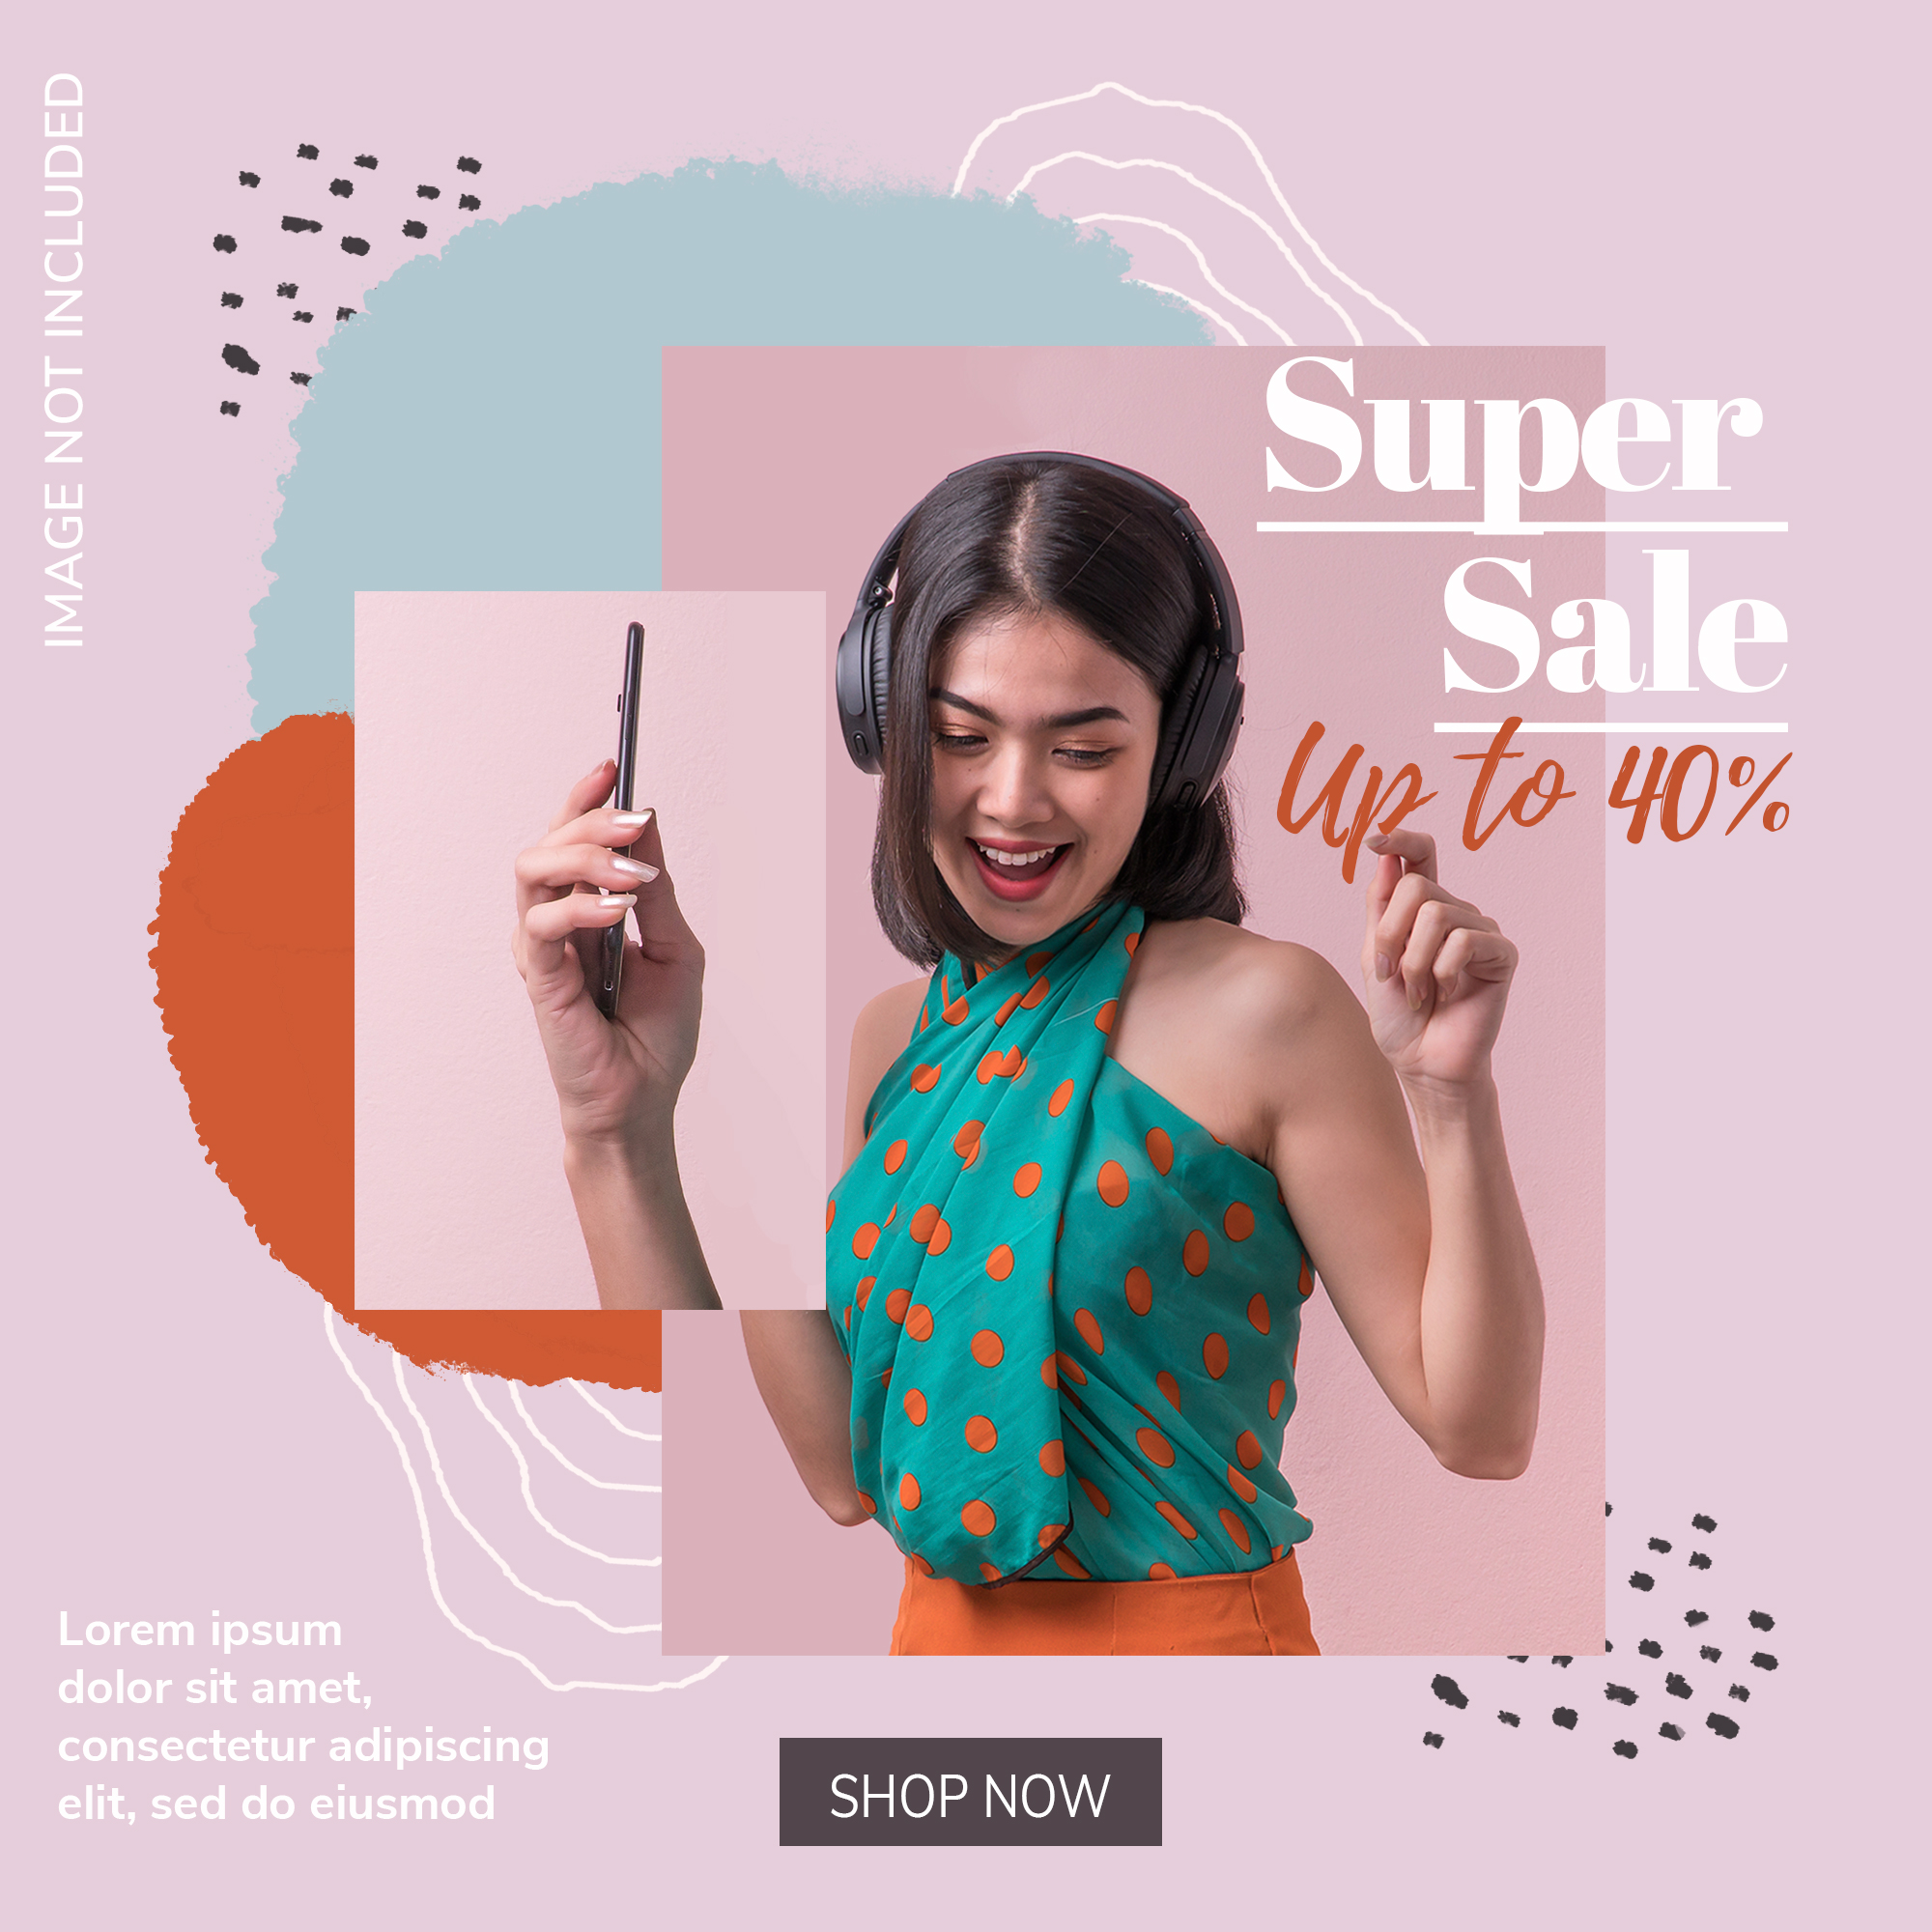 IMAGE NOT INCLUDED
Super
Sale
Up to 40%
Lorem ipsum
dolor sit amet,
consectetur adipiscing
elit, sed do eiusmod
SHOP NOW